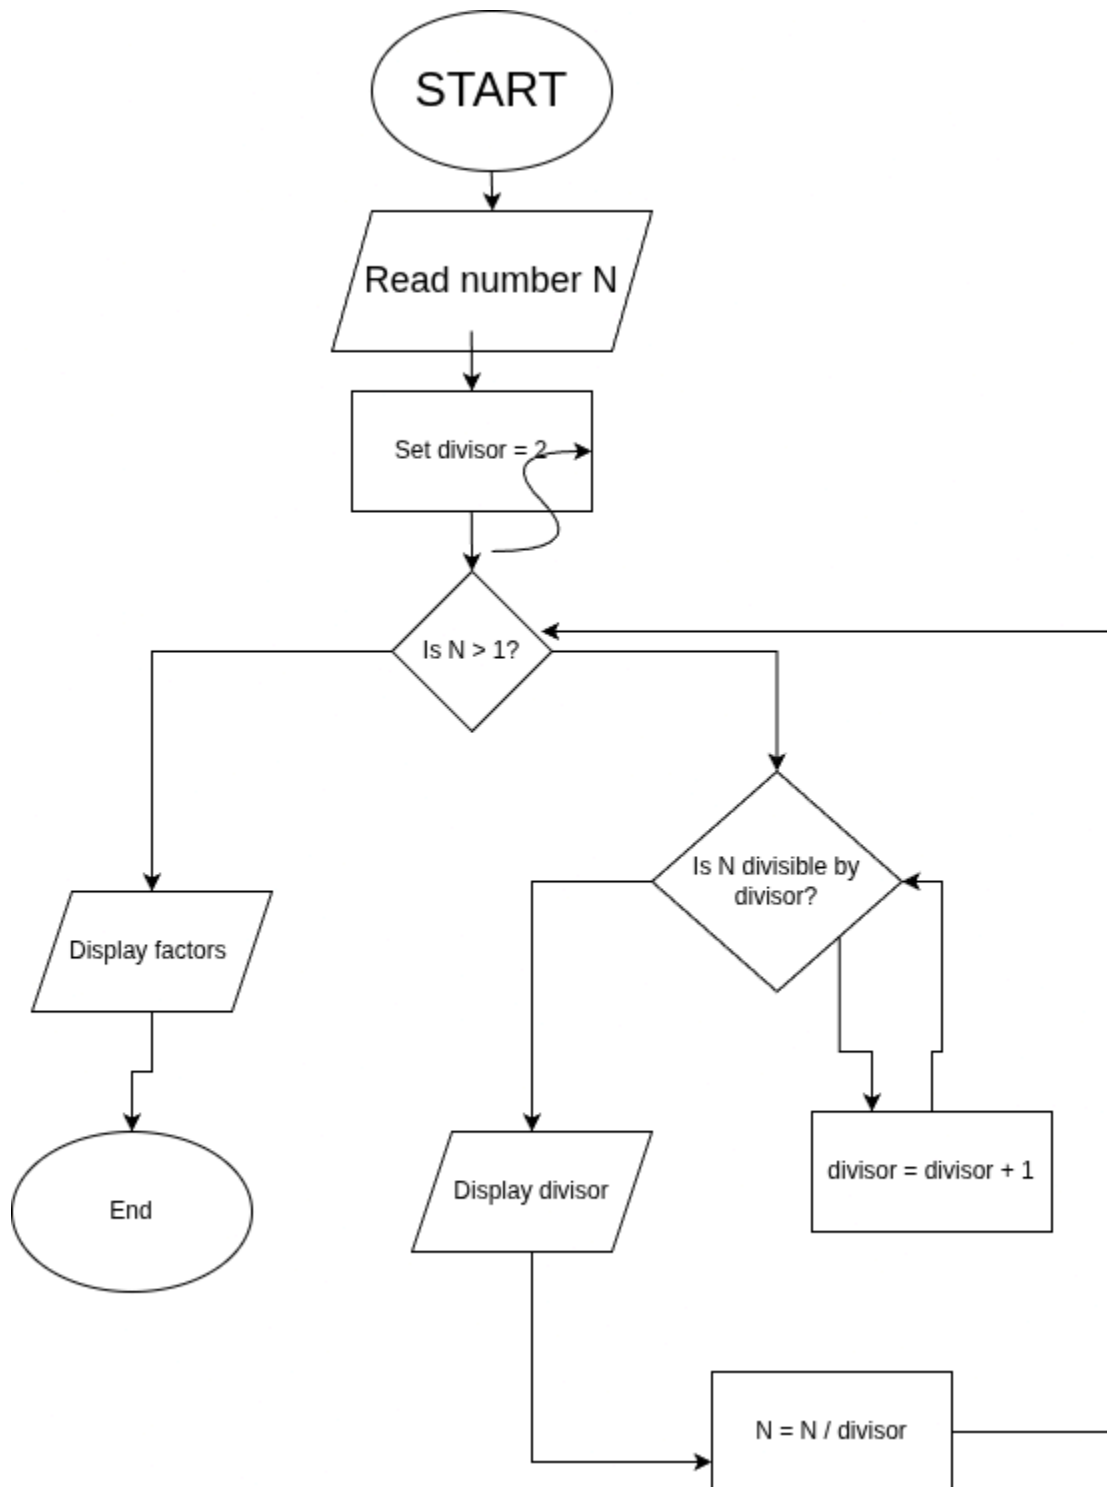 START
Read number N
Set divisor = 2
Is N > 1?
Is N divisible by
divisor?
Display factors
divisor = divisor + 1
Display divisor
End
N = N / divisor